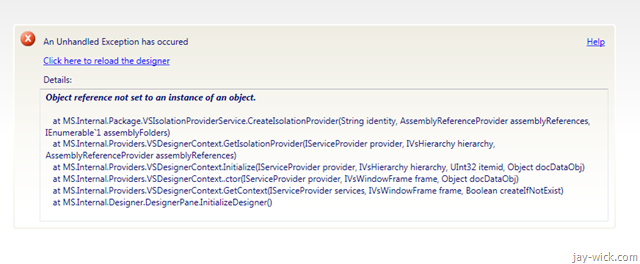 An Unhandled Exception has occured
Help
Click here to reload the designer
Details:
Object reference not set to an instance of an object.
at MS.Internal.Package.VSIsolationProviderService.CreateIsolationProvider(String identity, AssemblyReferenceProvider assemblyReferences,
IEnumerable`1 assemblyFolders)
at MS.Internal.Providers.VSDesignerContext.GetIsolationProvider(IServiceProvider provider, IVsHierarchy hierarchy,
AssemblyReferenceProvider assemblyReferences)
at MS.Internal.Providers.VSDesignerContext.Initialize(IServiceProvider provider, IVsHierarchy hierarchy, UInt32 itemid, Object docDataObj)
at MS.Internal.Providers.VSDesignerContext..ctor(IServiceProvider provider, IVsWindowFrame frame, Object docDataObj)
at MS.Internal.Providers.VSDesignerContext.GetContext(IServiceProvider services, IVsWindowFrame frame, Boolean createIfNotExist)
at MS.Internal.Designer.DesignerPane.InitializeDesigner()
jay-wick.com